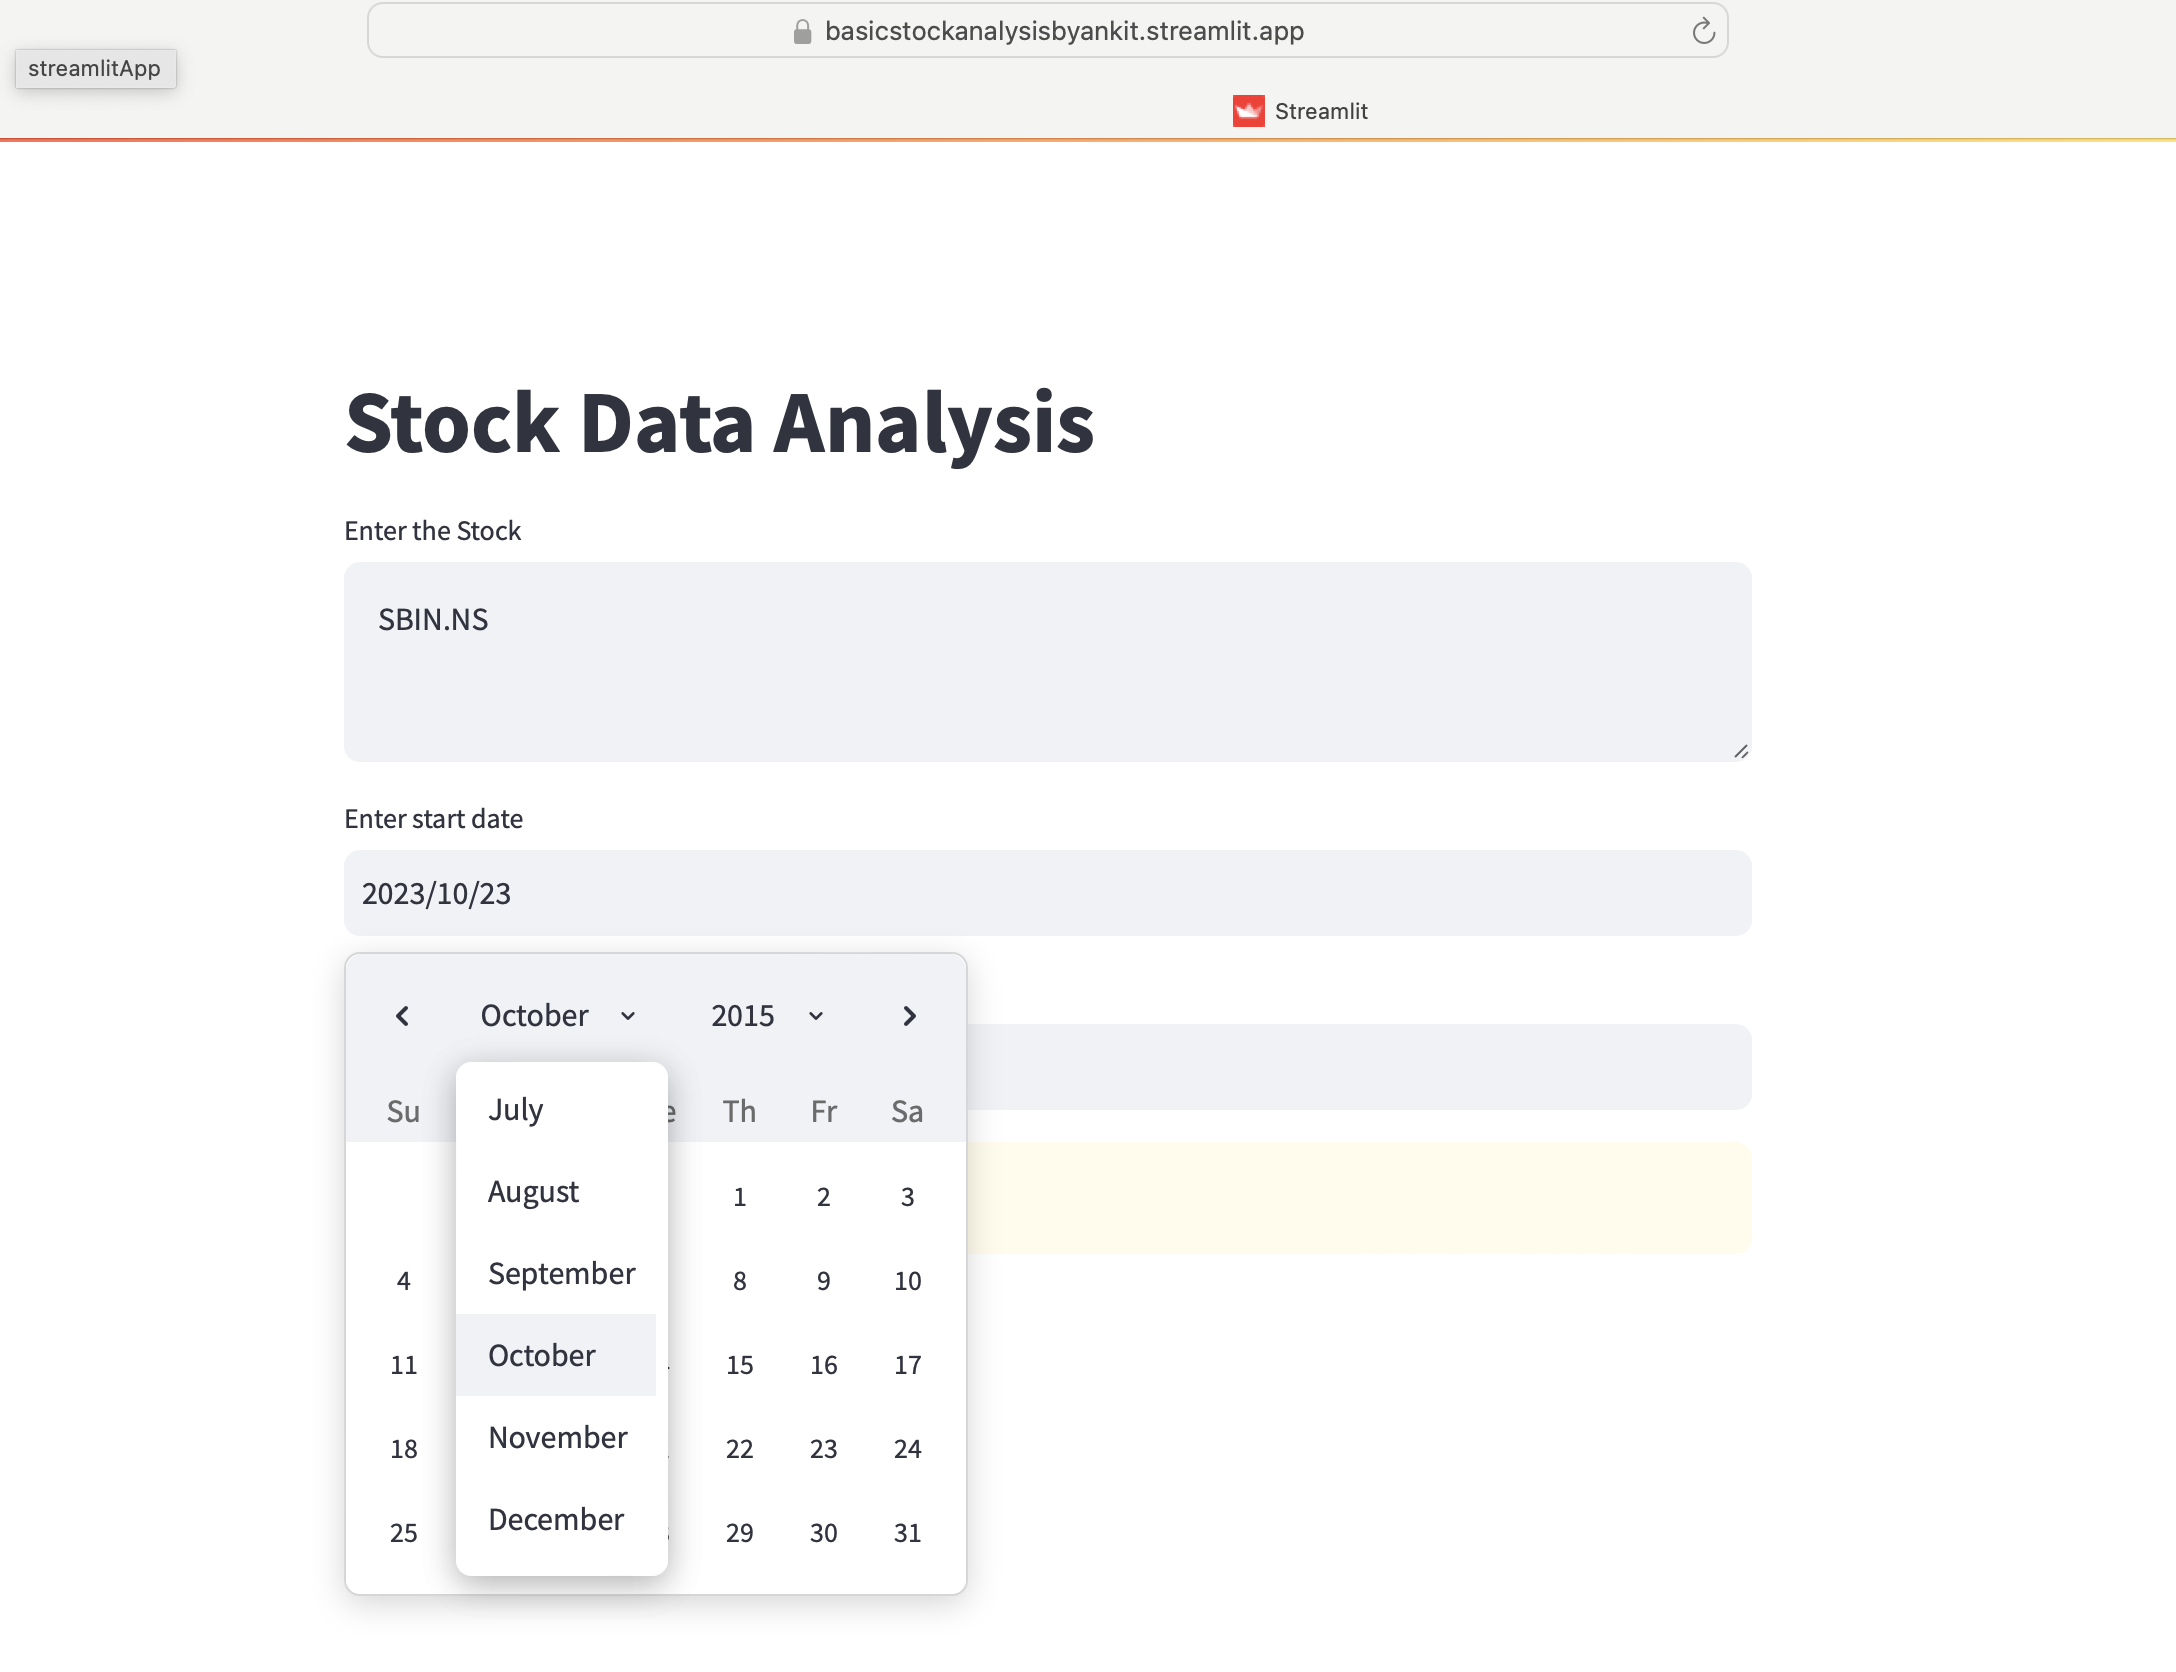 basicstockanalysisbyankit.streamlit.app
streamlitApp
Streamlit
Stock Data Analysis
Enter the Stock
SBIN.NS
Enter start date
2023/10/23
October 2015
Su Th Fr Sa
July
August
September
October
November
December
1 2 3
4 8 9 10
11 15 16 17
18 22 23 24
25 29 30 31